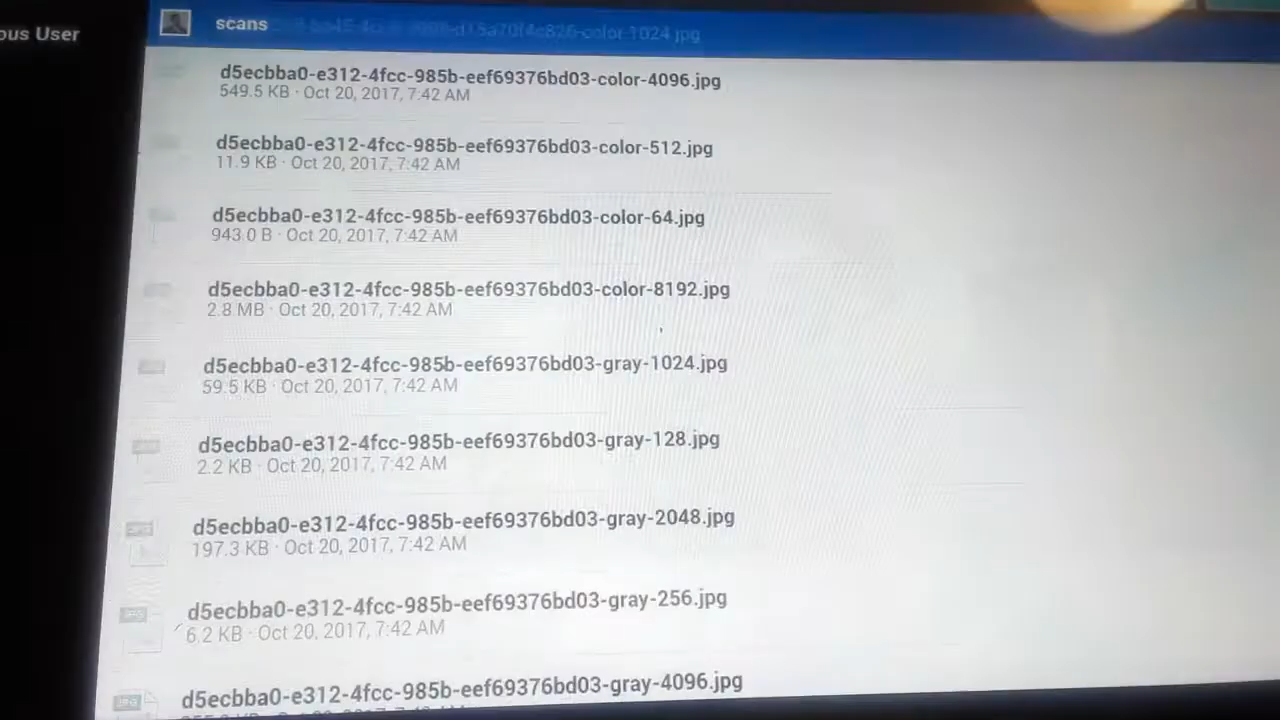 ous User
scans
d5ecbba0-e312-4fcc-985b-eef69376bd03-color-4096.jpg
549.5 KB · Oct 20, 2017, 7:42 AM
d5ecbba0-e312-4fcc-985b-eef69376bd03-color-512.jpg
11.9 KB · Oct 20, 2017, 7:42 AM
d5ecbba0-e312-4fcc-985b-eef69376bd03-color-64.jpg
943.0 B · Oct 20, 2017, 7:42 AM
d5ecbba0-e312-4fcc-985b-eef69376bd03-color-8192.jpg
2.8 MB · Oct 20, 2017, 7:42 AM
d5ecbba0-e312-4fcc-985b-eef69376bd03-gray-1024.jpg
59.5 KB · Oct 20, 2017, 7:42 AM
d5ecbba0-e312-4fcc-985b-eef69376bd03-gray-128.jpg
2.2 KB · Oct 20, 2017, 7:42 AM
d5ecbba0-e312-4fcc-985b-eef69376bd03-gray-2048.jpg
197.3 KB · Oct 20, 2017, 7:42 AM
d5ecbba0-e312-4fcc-985b-eef69376bd03-gray-256.jpg
6.2 KB · Oct 20, 2017, 7:42 AM
d5ecbba0-e312-4fcc-985b-eef69376bd03-gray-4096.jpg